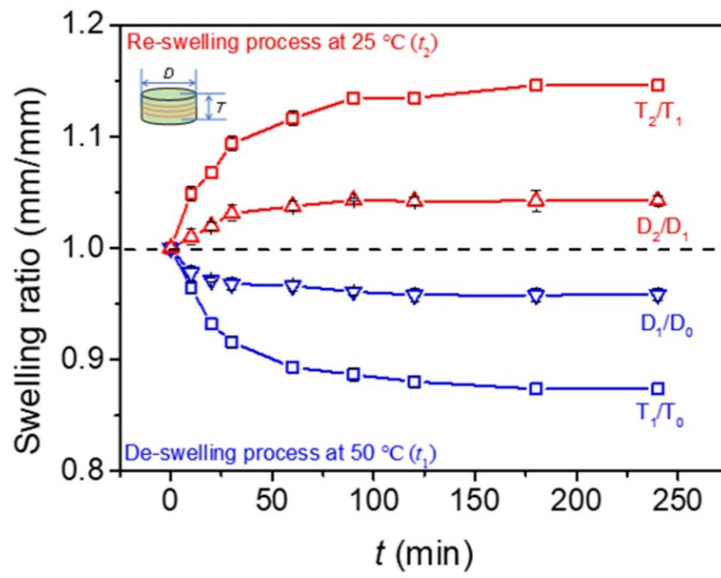 1.2
Re-swelling process at 25 °C (t₂)
D
T
T₂/T₁
1.1
D₂/D₁
1.0
D₁/D₀
0.9
T₁/T₀
De-swelling process at 50 °C (t₁)
0.8
Swelling ratio (mm/mm)
0 50 100 150 200 250
t (min)